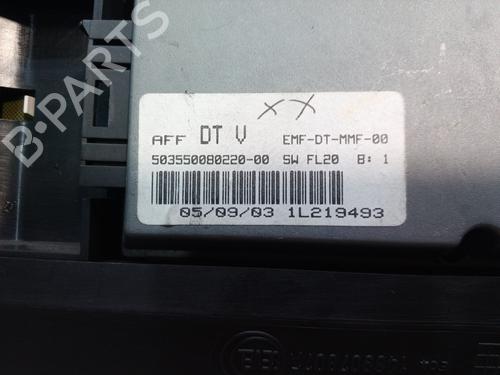 B-PARTS
XX
AFF DT V EMF-DT-MMF-00
503550080220-00 SW FL20 B: 1
05/09/03 1L219493